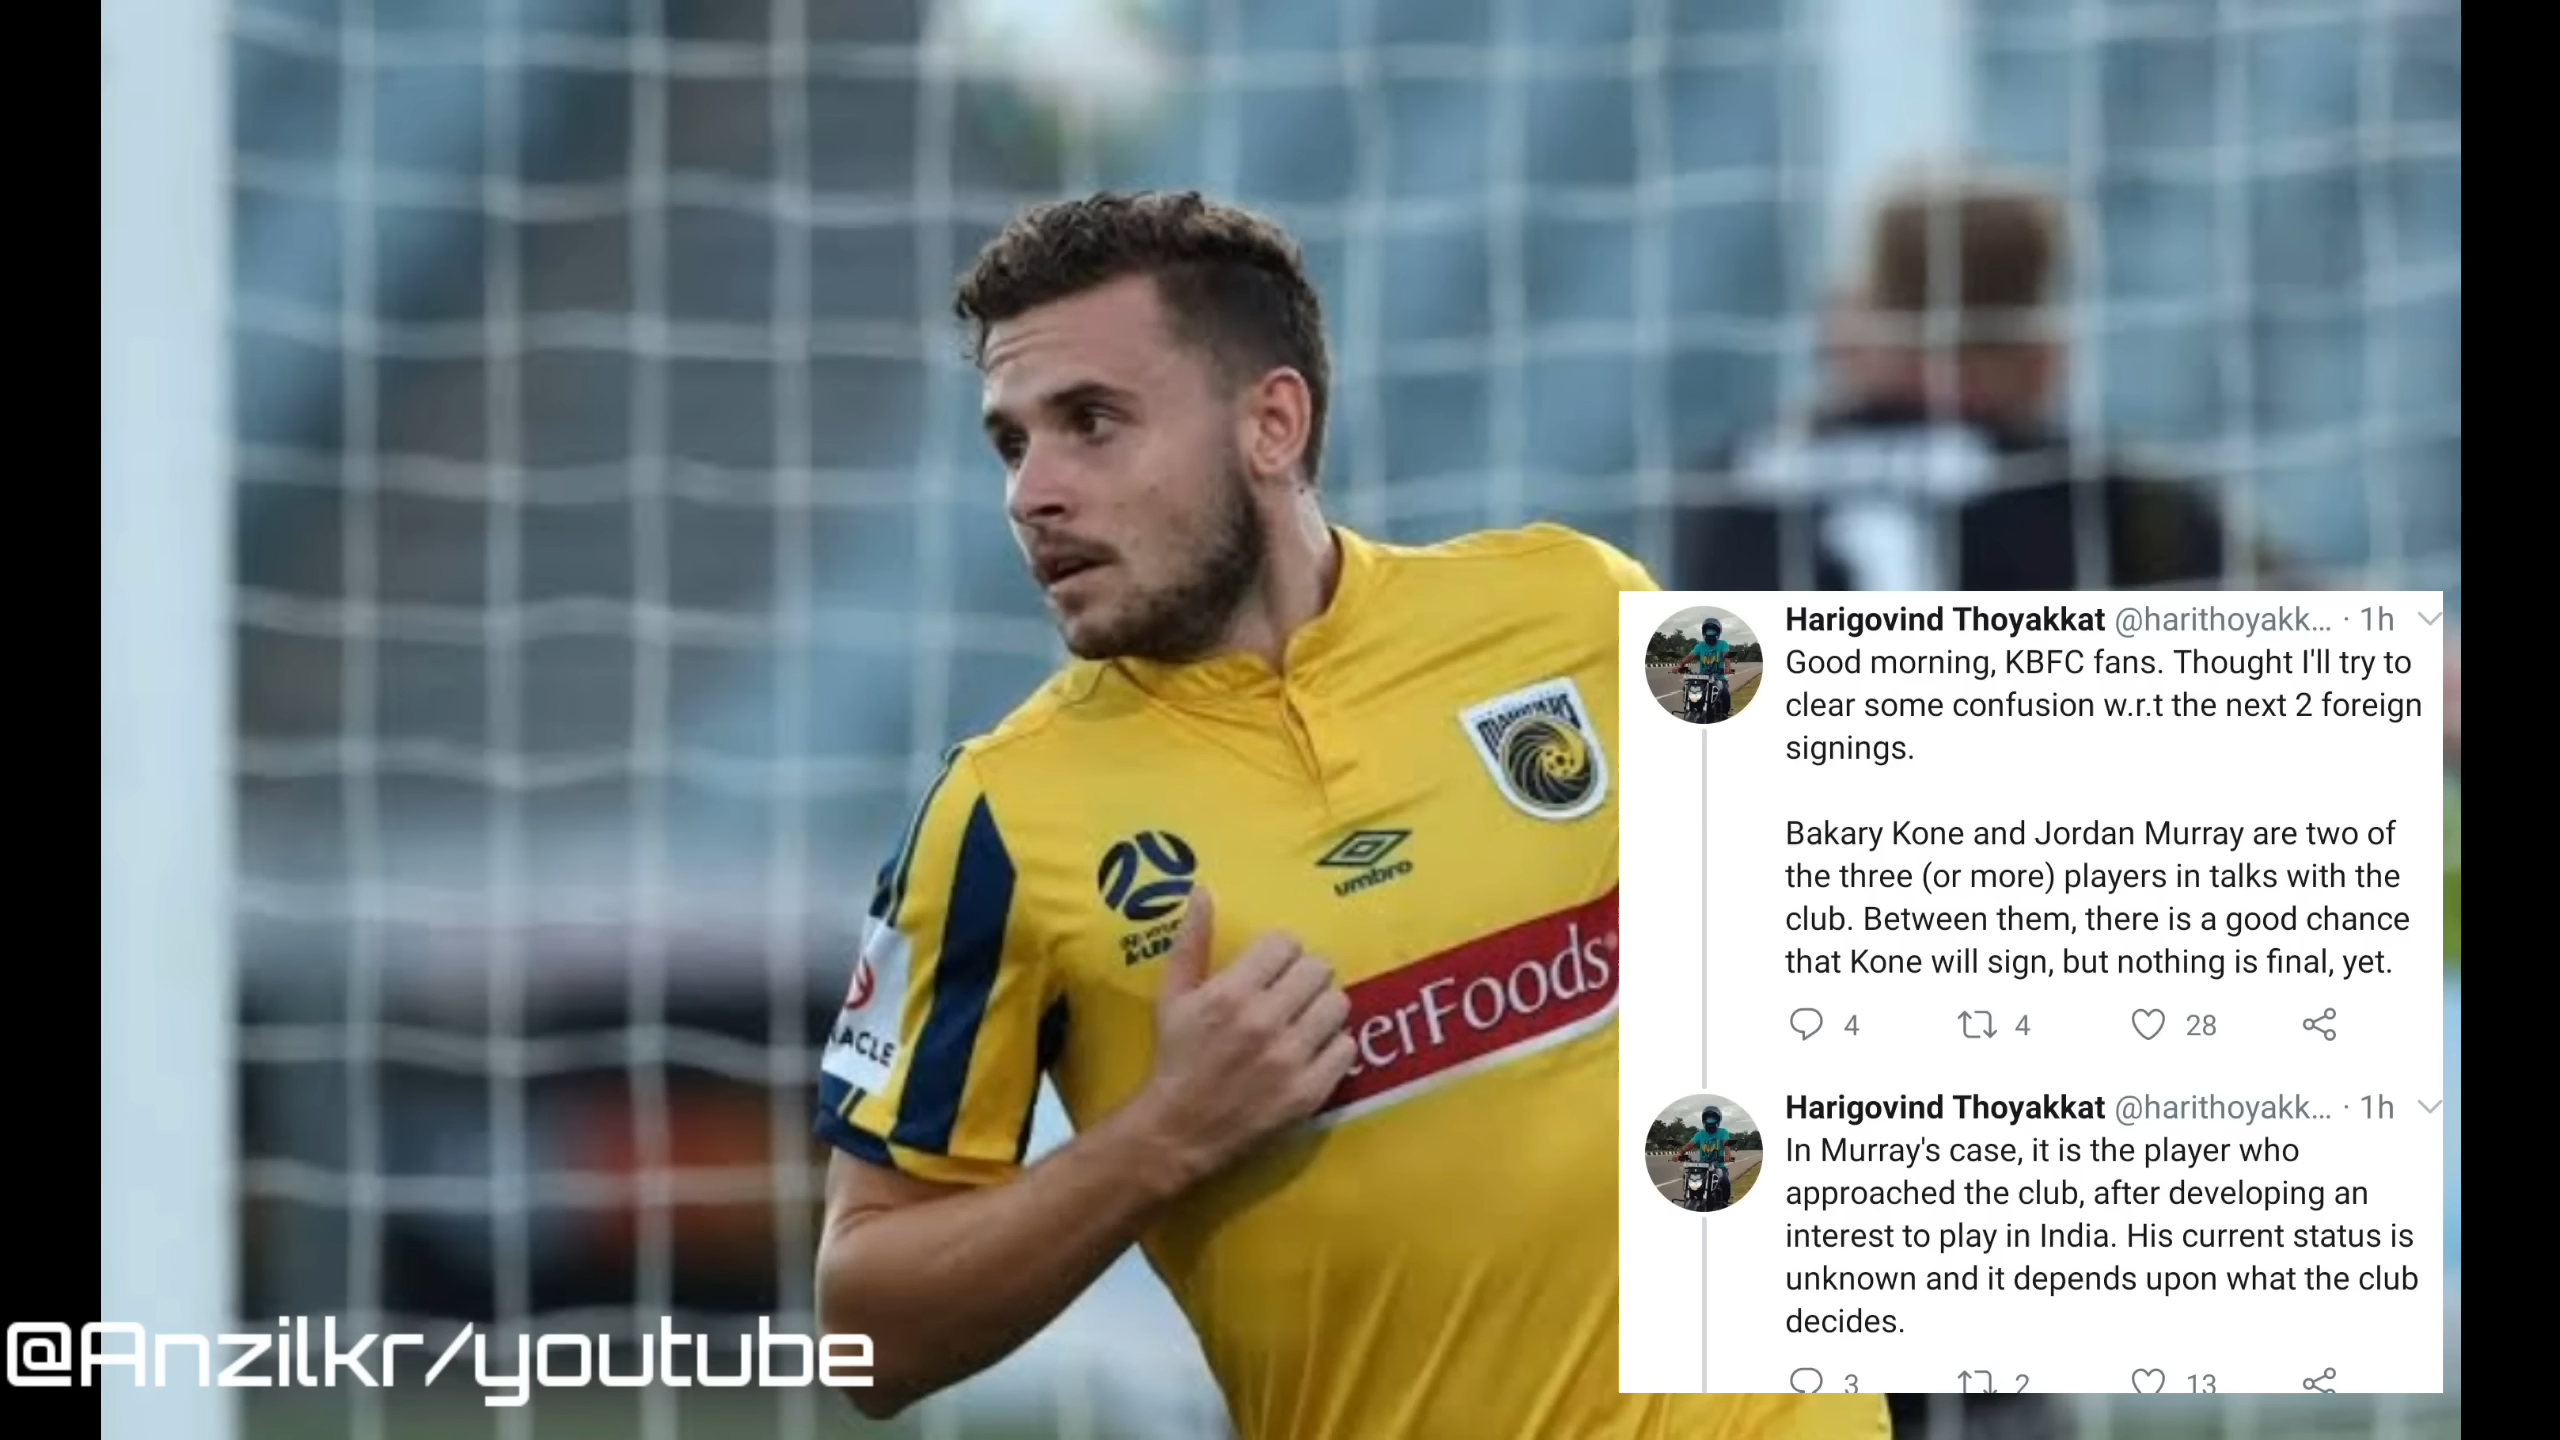 MARINERS
umbro
erFoods
ACLE
Harigovind Thoyakkat @harithoyakk... · 1h
Good morning, KBFC fans. Thought I'll try to
clear some confusion w.r.t the next 2 foreign
signings.
Bakary Kone and Jordan Murray are two of
the three (or more) players in talks with the
club. Between them, there is a good chance
that Kone will sign, but nothing is final, yet.
4 4 28
Harigovind Thoyakkat @harithoyakk... · 1h
In Murray's case, it is the player who
approached the club, after developing an
interest to play in India. His current status is
unknown and it depends upon what the club
decides.
3 2 13
@Anzilkr/youtube